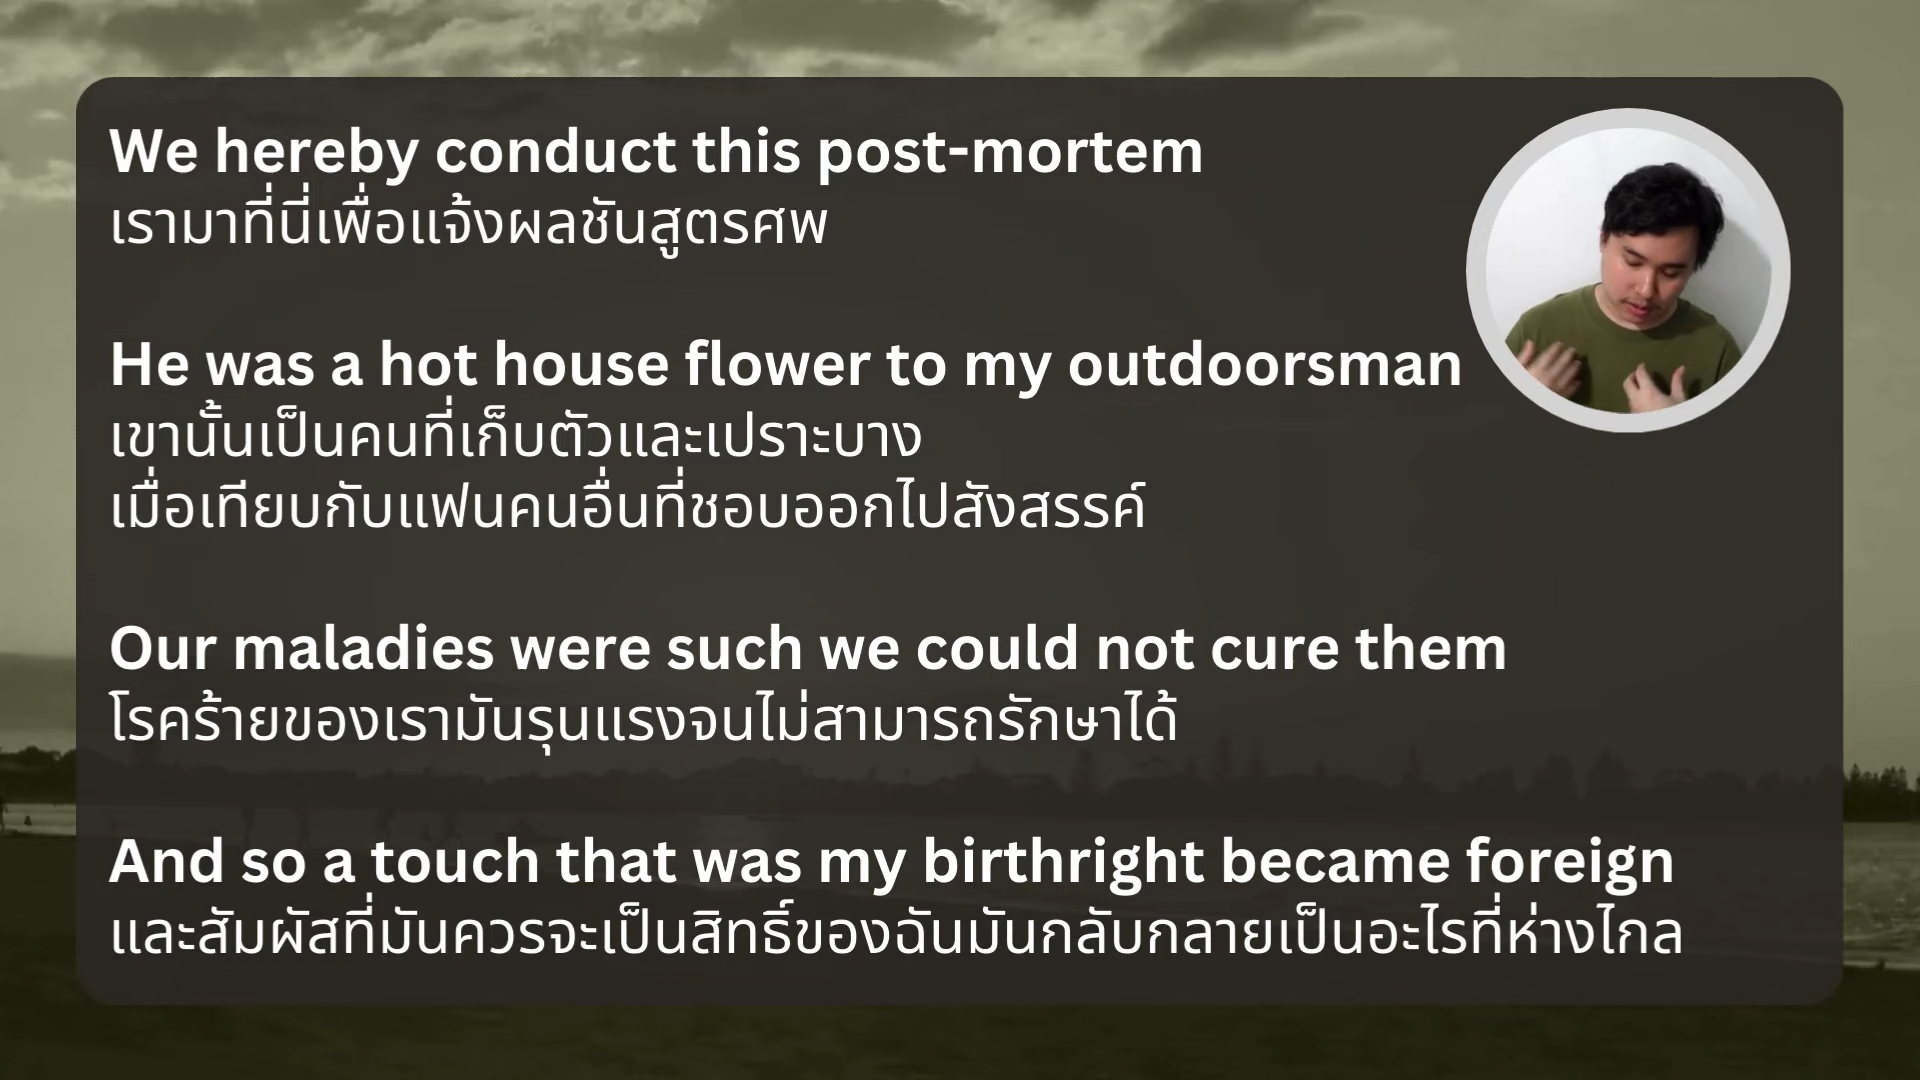 We hereby conduct this post-mortem
เรามาที่นี่เพื่อแจ้งผลชันสูตรศพ
He was a hot house flower to my outdoorsman
เขานั้นเป็นคนที่เก็บตัวและเปราะบาง
เมื่อเทียบกับแฟนคนอื่นที่ชอบออกไปสังสรรค์
Our maladies were such we could not cure them
โรคร้ายของเรามันรุนแรงจนไม่สามารถรักษาได้
And so a touch that was my birthright became foreign
และสัมผัสที่มันควรจะเป็นสิทธิ์ของฉันมันกลับกลายเป็นอะไรที่ห่างไกล